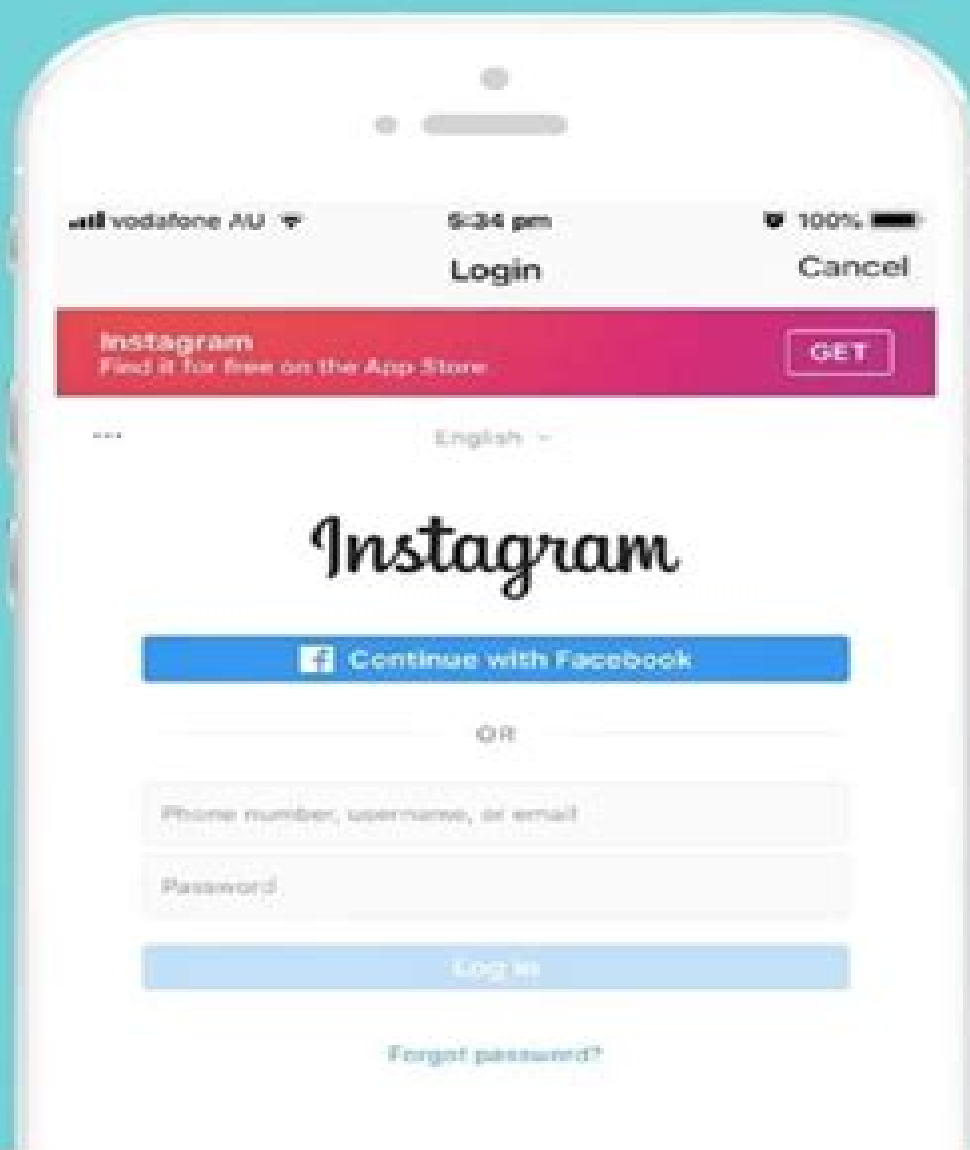 vodafone AU 5:34 pm 100%
Login Cancel
Instagram
Find it for free on the App Store
GET
... English
Instagram
f Continue with Facebook
OR
Phone number, username, or email
Password
Log in
Forgot password?